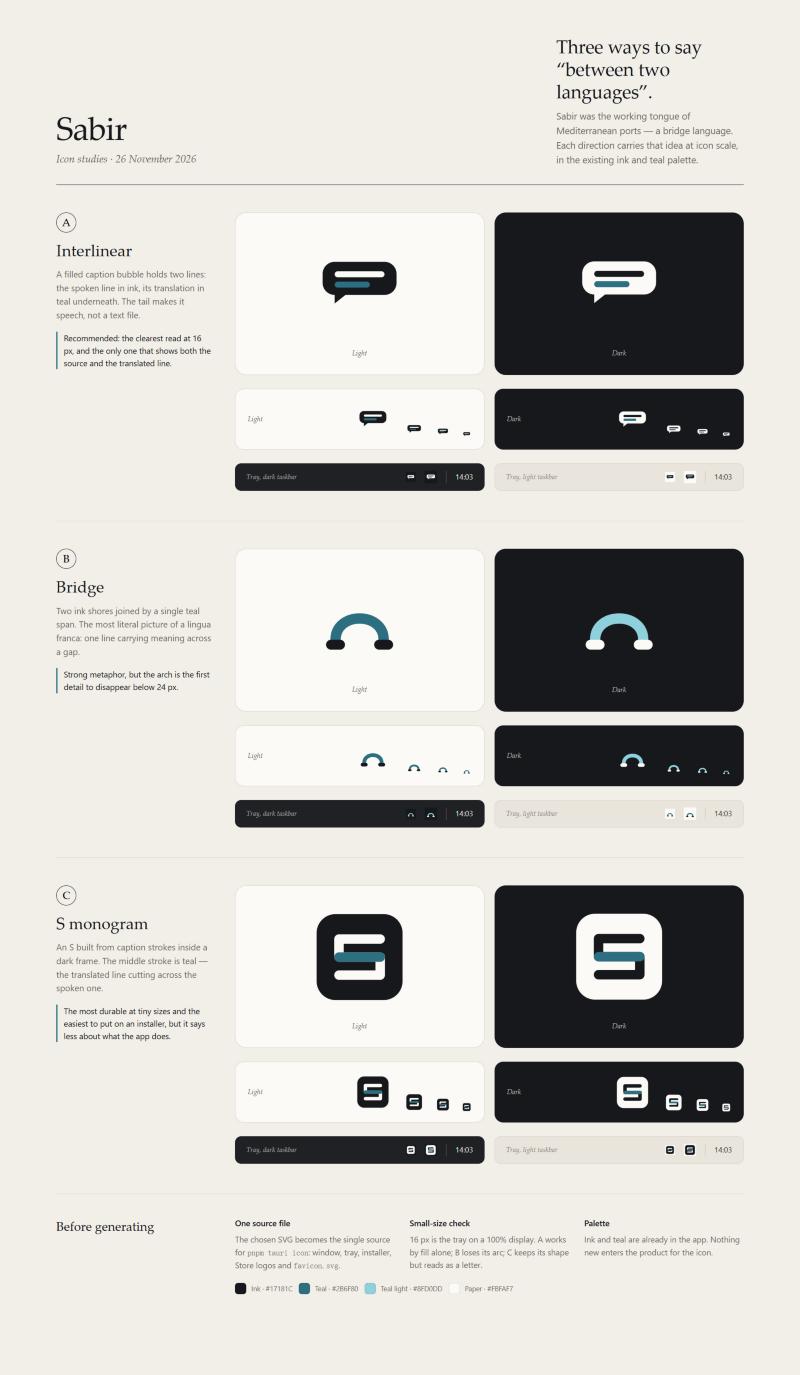 Three ways to say
“between two
languages”.
Sabir
Sabir was the working tongue of
Mediterranean ports — a bridge language.
Each direction carries that idea at icon scale,
in the existing ink and teal palette.
Icon studies · 26 November 2026
A
Interlinear
A filled caption bubble holds two lines:
the spoken line in ink, its translation in
teal underneath. The tail makes it
speech, not a text file.
Recommended: the clearest read at 16
px, and the only one that shows both the
source and the translated line.
Light
Dark
Light
Dark
Tray, dark taskbar
14:03
Tray, light taskbar
14:03
B
Bridge
Two ink shores joined by a single teal
span. The most literal picture of a lingua
franca: one line carrying meaning across
a gap.
Strong metaphor, but the arch is the first
detail to disappear below 24 px.
Light
Dark
Light
Dark
Tray, dark taskbar
14:03
Tray, light taskbar
14:03
C
S monogram
An S built from caption strokes inside a
dark frame. The middle stroke is teal —
the translated line cutting across the
spoken one.
The most durable at tiny sizes and the
easiest to put on an installer, but it says
less about what the app does.
Light
Dark
Light
Dark
Tray, dark taskbar
14:03
Tray, light taskbar
14:03
Before generating
One source file
The chosen SVG becomes the single source
for pnpm tauri icon: window, tray, installer,
Store logos and favicon.svg.
Small-size check
16 px is the tray on a 100% display. A works
by fill alone; B loses its arc; C keeps its shape
but reads as a letter.
Palette
Ink and teal are already in the app. Nothing
new enters the product for the icon.
Ink · #17181C
Teal · #2B6F80
Teal light · #8FD0DD
Paper · #FBFAF7